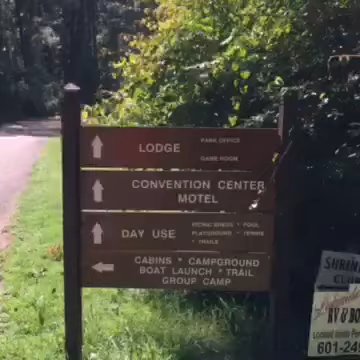 LODGE
PARK OFFICE
GAME ROOM
CONVENTION CENTER
MOTEL
DAY USE
PICNIC SHEDS * POOL
PLAYGROUND * TENNIS
* TRAILS
CABINS * CAMPGROUND
BOAT LAUNCH * TRAIL
GROUP CAMP
RV & BO
601-24